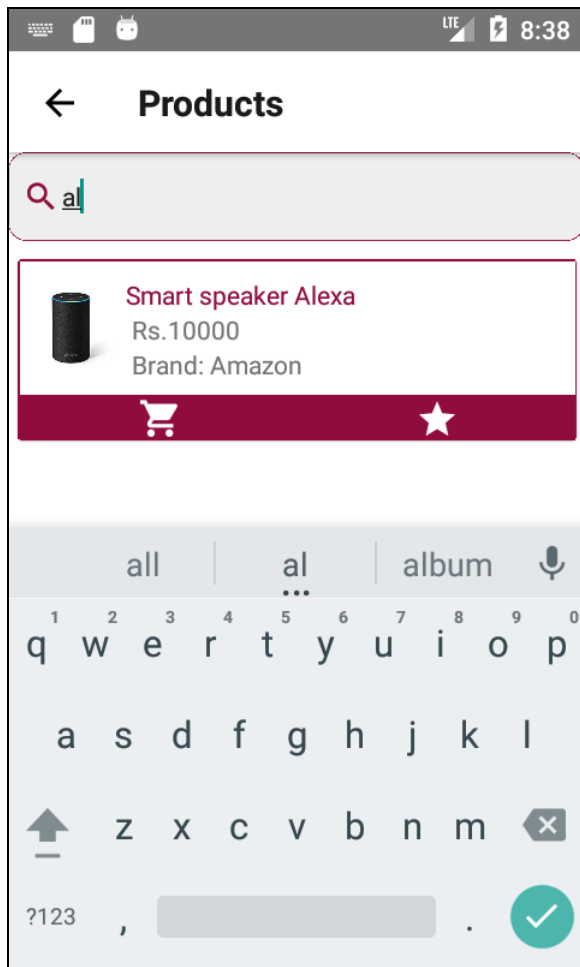 LTE 8:38
Products
al
Smart speaker Alexa
Rs.10000
Brand: Amazon
all al album
1 2 3 4 5 6 7 8 9 0
q w e r t y u i o p
a s d f g h j k l
z x c v b n m
?123 , .